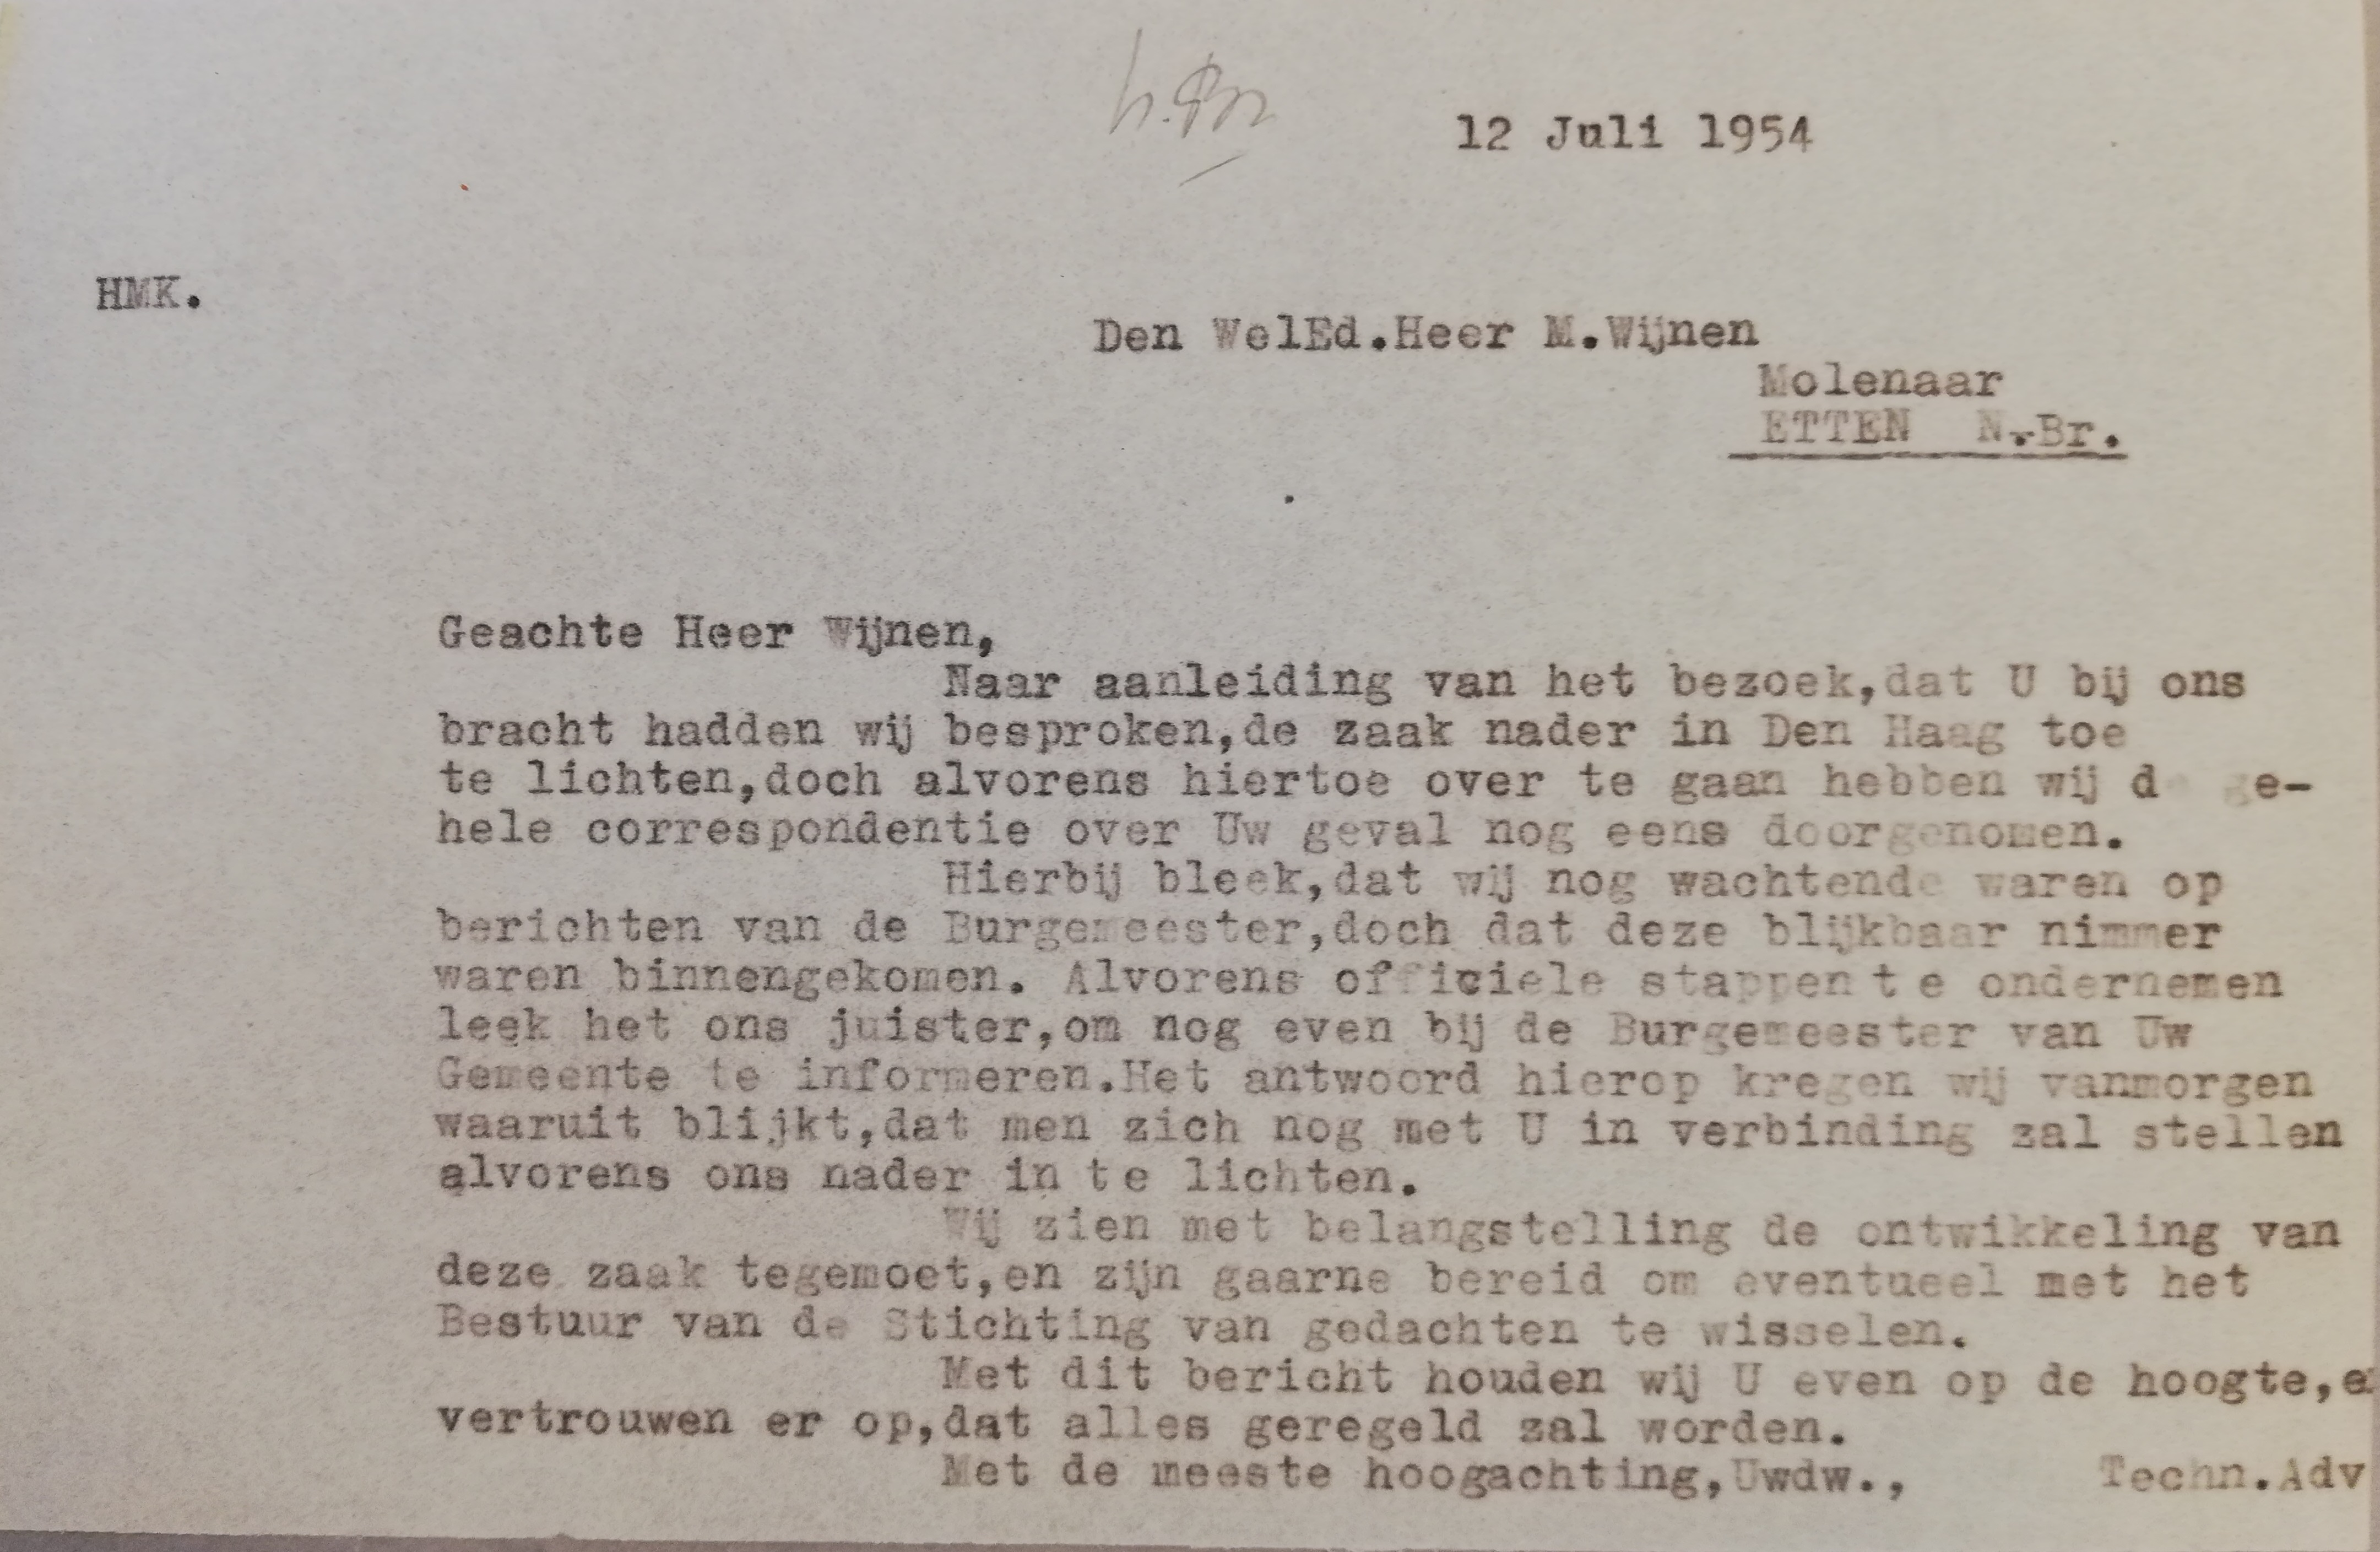 12 Juli 1954
HMK.
Den WelEd.Heer M.Wijnen
Molenaar
ETTEN N.-Br.
Geachte Heer Wijnen,
Naar aanleiding van het bezoek,dat U bij ons
bracht hadden wij besproken,de zaak nader in Den Haag toe
te lichten,doch alvorens hiertoe over te gaan hebben wij de ge-
hele correspondentie over Uw geval nog eens doorgenomen.
Hierbij bleek,dat wij nog wachtende waren op
berichten van de Burgemeester,doch dat deze blijkbaar nimmer
waren binnengekomen. Alvorens officiele stappen te ondernemen
leek het ons juister,om nog even bij de Burgemeester van Uw
Gemeente te informeren.Het antwoord hierop kregen wij vanmorgen
waaruit blijkt,dat men zich nog met U in verbinding zal stellen
alvorens ons nader in te lichten.
Wij zien met belangstelling de ontwikkeling van
deze zaak tegemoet,en zijn gaarne bereid om eventueel met het
Bestuur van de Stichting van gedachten te wisselen.
Met dit bericht houden wij U even op de hoogte,en
vertrouwen er op,dat alles geregeld zal worden.
Met de meeste hoogachting,Uwdw., Techn.Adv